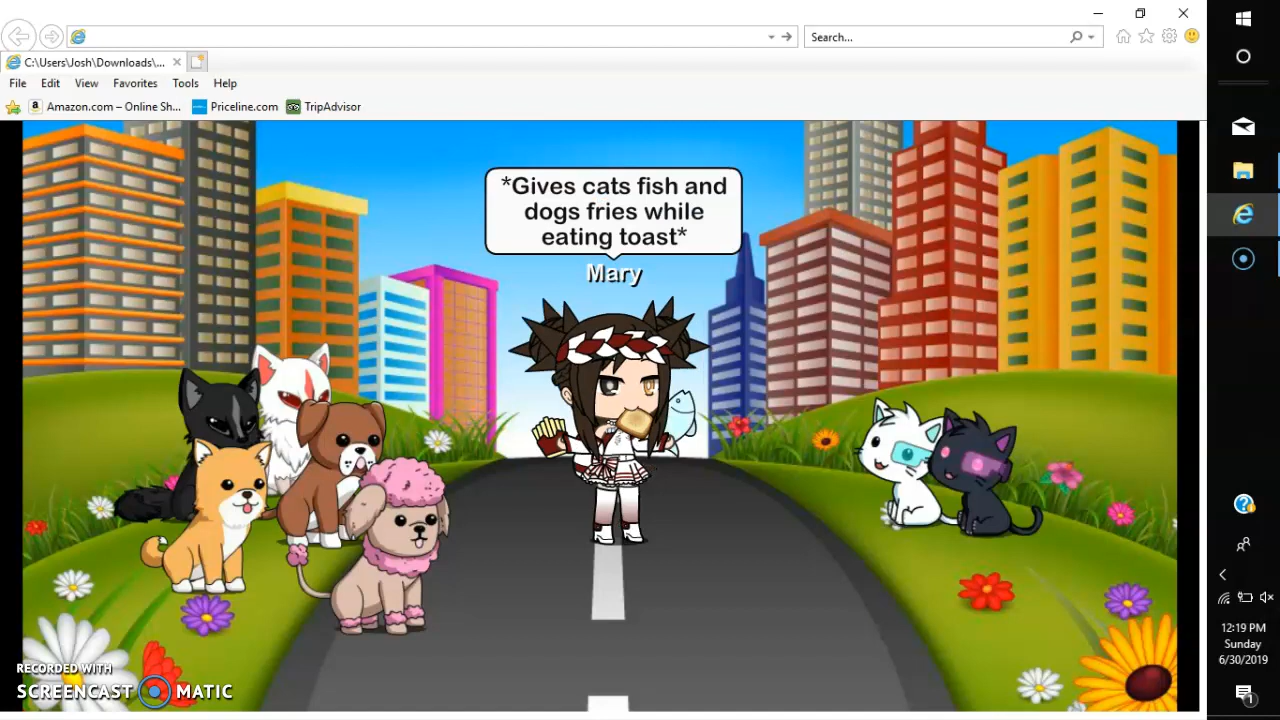 Search...
C:\Users\Josh\Downloads\...
File Edit View Favorites Tools Help
Amazon.com – Online Sh... Priceline.com TripAdvisor
*Gives cats fish and
dogs fries while
eating toast*
Mary
RECORDED WITH
SCREENCAST MATIC
12:19 PM
Sunday
6/30/2019
1